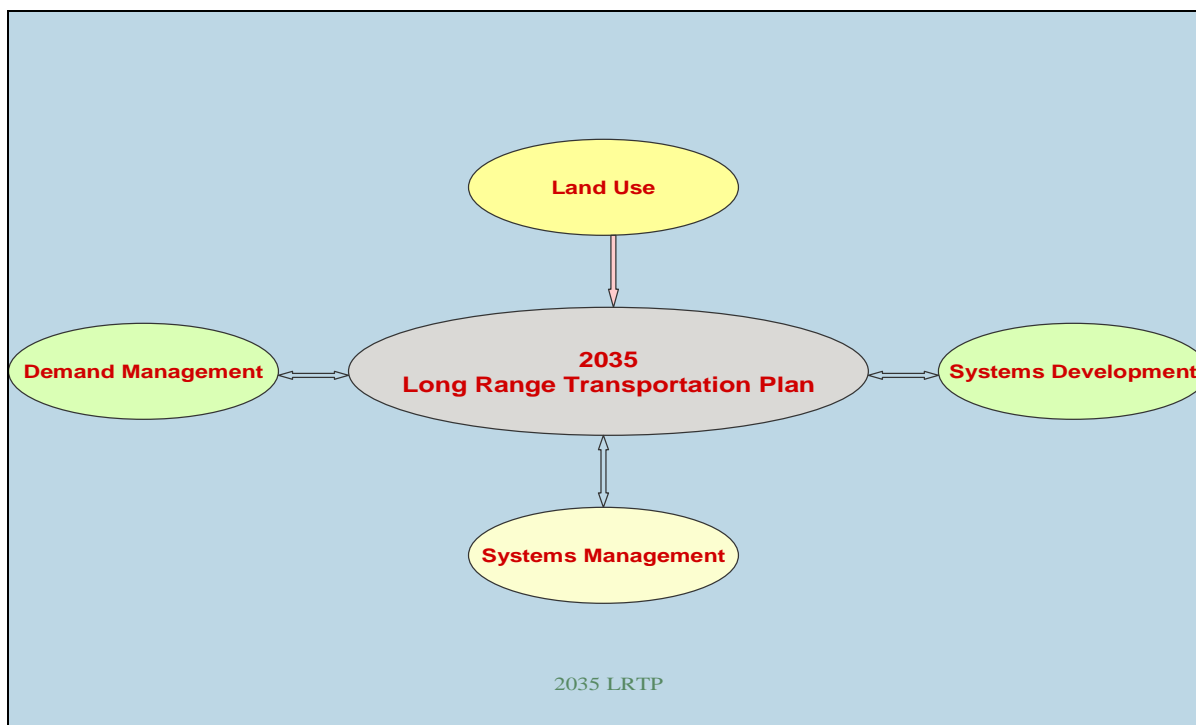 Land Use
Demand Management
2035
Long Range Transportation Plan
Systems Development
Systems Management
2035 LRTP